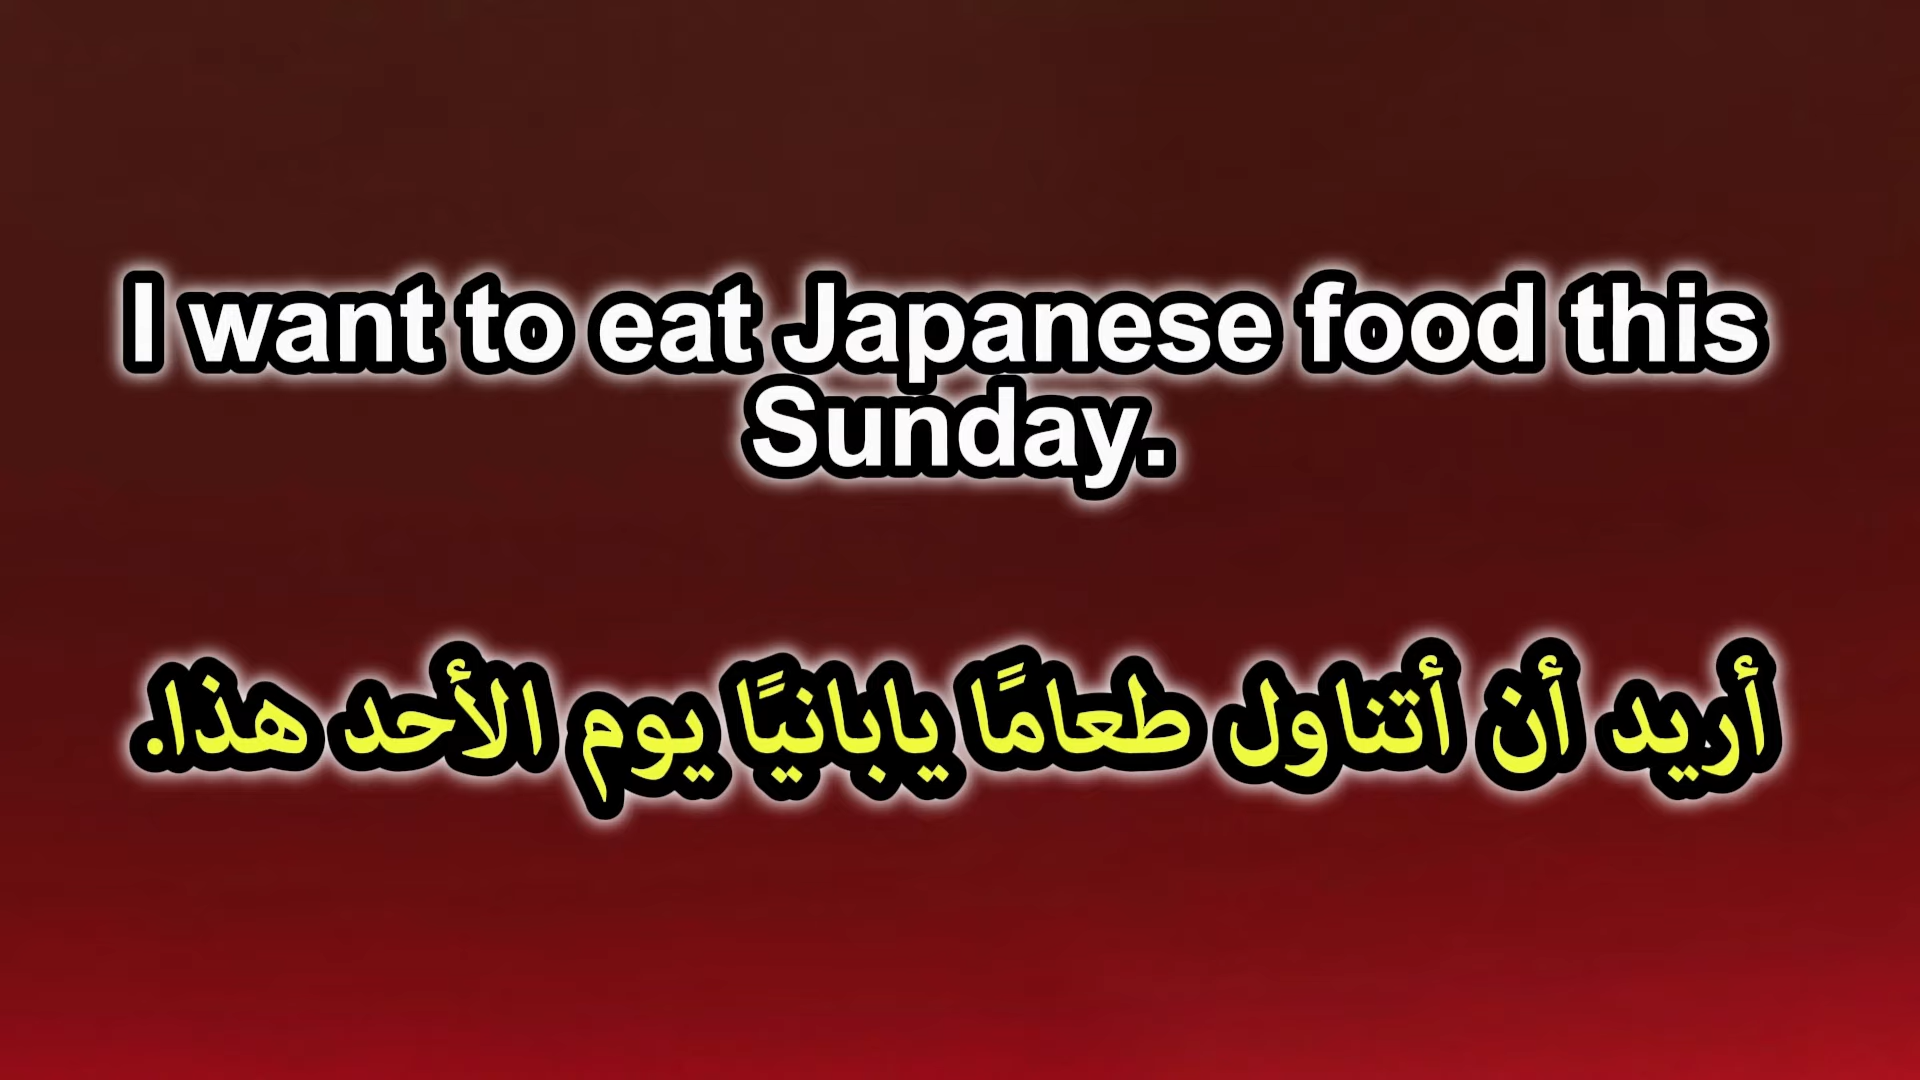 I want to eat Japanese food this
Sunday.
أريد أن أتناول طعامًا يابانيًا يوم الأحد هذا.